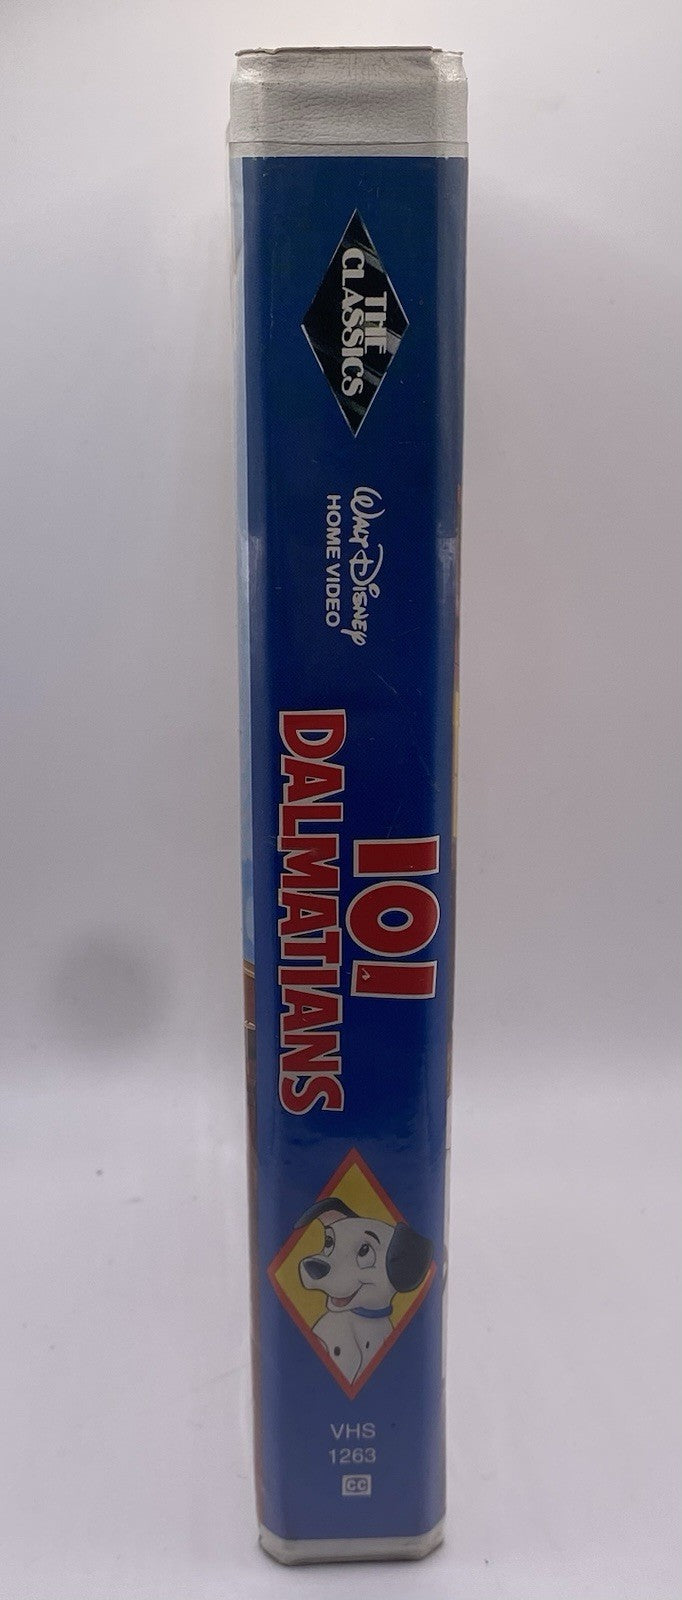 THE
CLASSICS
WALT DISNEY
HOME VIDEO
101
DALMATIANS
VHS
1263
CC